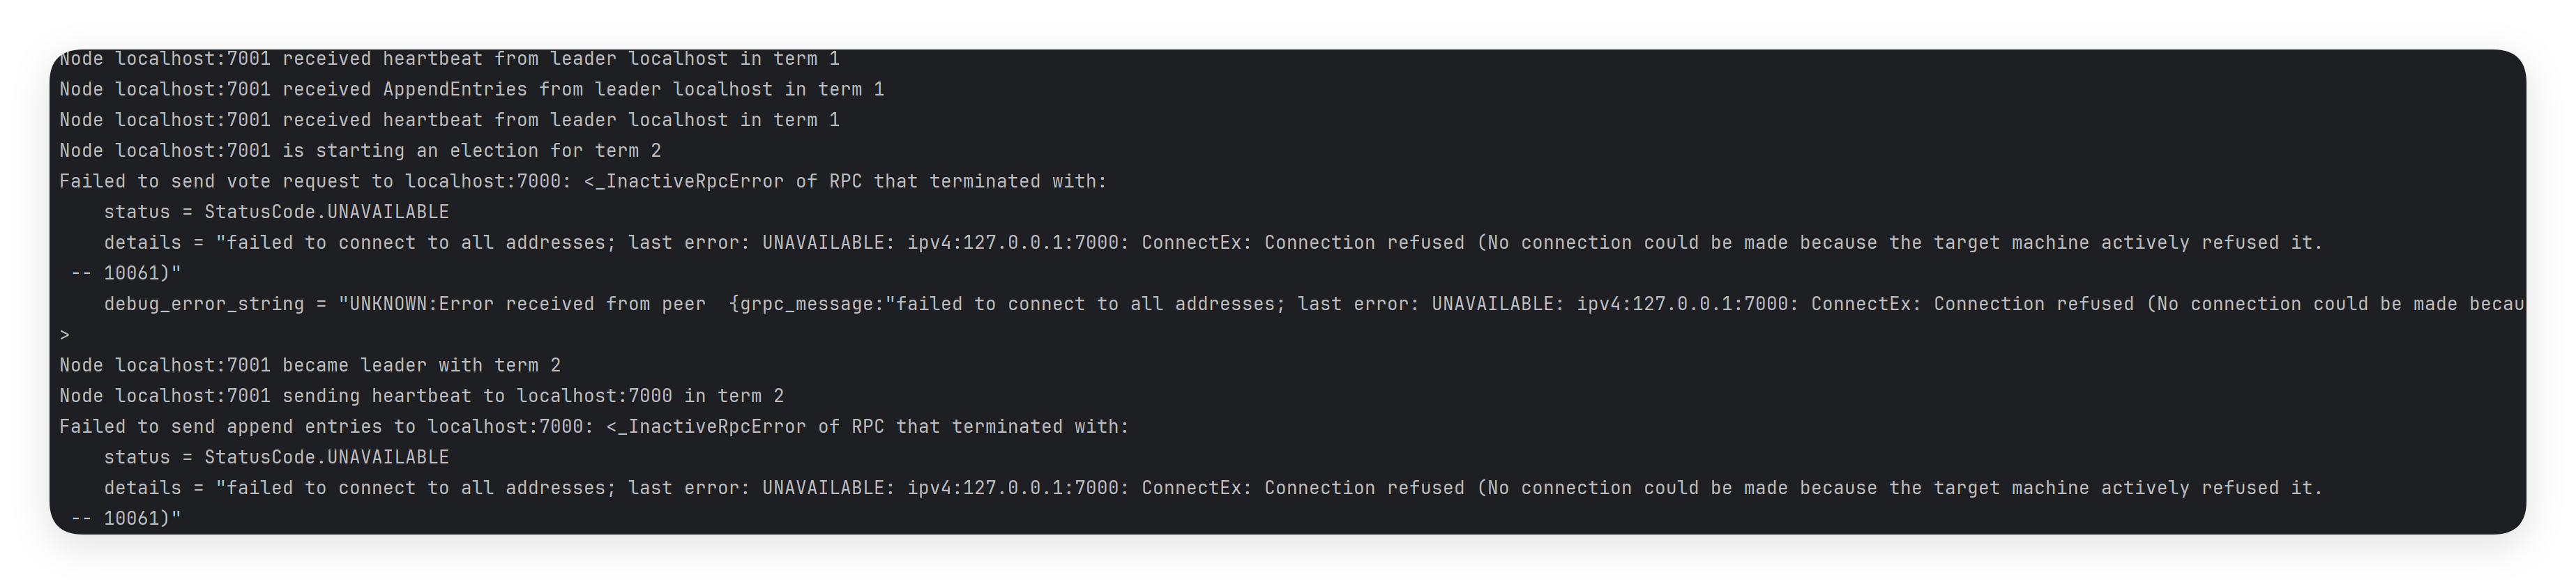 Node localhost:7001 received heartbeat from leader localhost in term 1
Node localhost:7001 received AppendEntries from leader localhost in term 1
Node localhost:7001 received heartbeat from leader localhost in term 1
Node localhost:7001 is starting an election for term 2
Failed to send vote request to localhost:7000: <_InactiveRpcError of RPC that terminated with:
    status = StatusCode.UNAVAILABLE
    details = "failed to connect to all addresses; last error: UNAVAILABLE: ipv4:127.0.0.1:7000: ConnectEx: Connection refused (No connection could be made because the target machine actively refused it.
 -- 10061)"
    debug_error_string = "UNKNOWN:Error received from peer  {grpc_message:"failed to connect to all addresses; last error: UNAVAILABLE: ipv4:127.0.0.1:7000: ConnectEx: Connection refused (No connection could be made becau
>
Node localhost:7001 became leader with term 2
Node localhost:7001 sending heartbeat to localhost:7000 in term 2
Failed to send append entries to localhost:7000: <_InactiveRpcError of RPC that terminated with:
    status = StatusCode.UNAVAILABLE
    details = "failed to connect to all addresses; last error: UNAVAILABLE: ipv4:127.0.0.1:7000: ConnectEx: Connection refused (No connection could be made because the target machine actively refused it.
 -- 10061)"